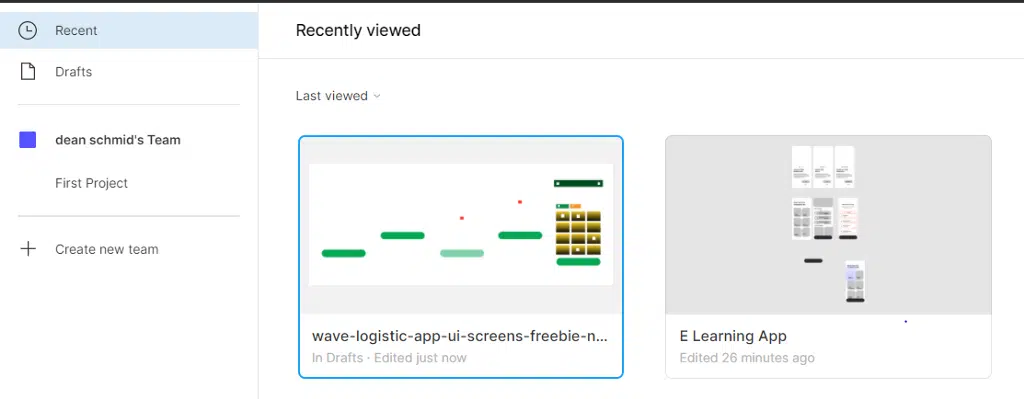 Recent
Drafts
dean schmid's Team
First Project
Create new team
Recently viewed
Last viewed
wave-logistic-app-ui-screens-freebie-n...
In Drafts · Edited just now
E Learning App
Edited 26 minutes ago